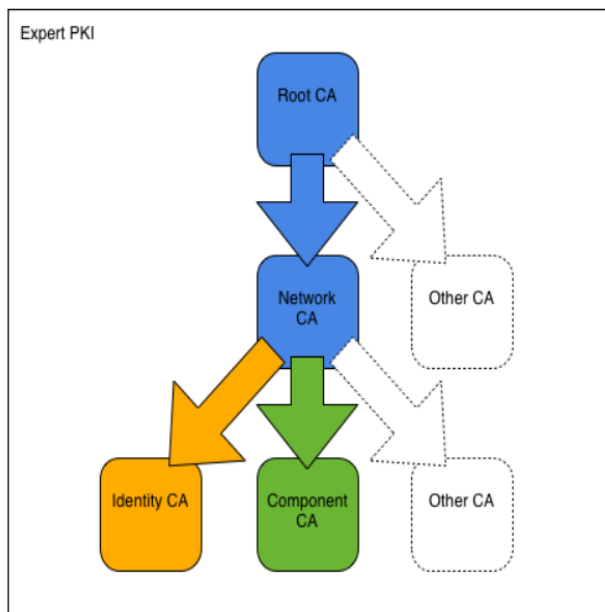 Expert PKI
Root CA
Network
CA
Other CA
Identity CA
Component
CA
Other CA